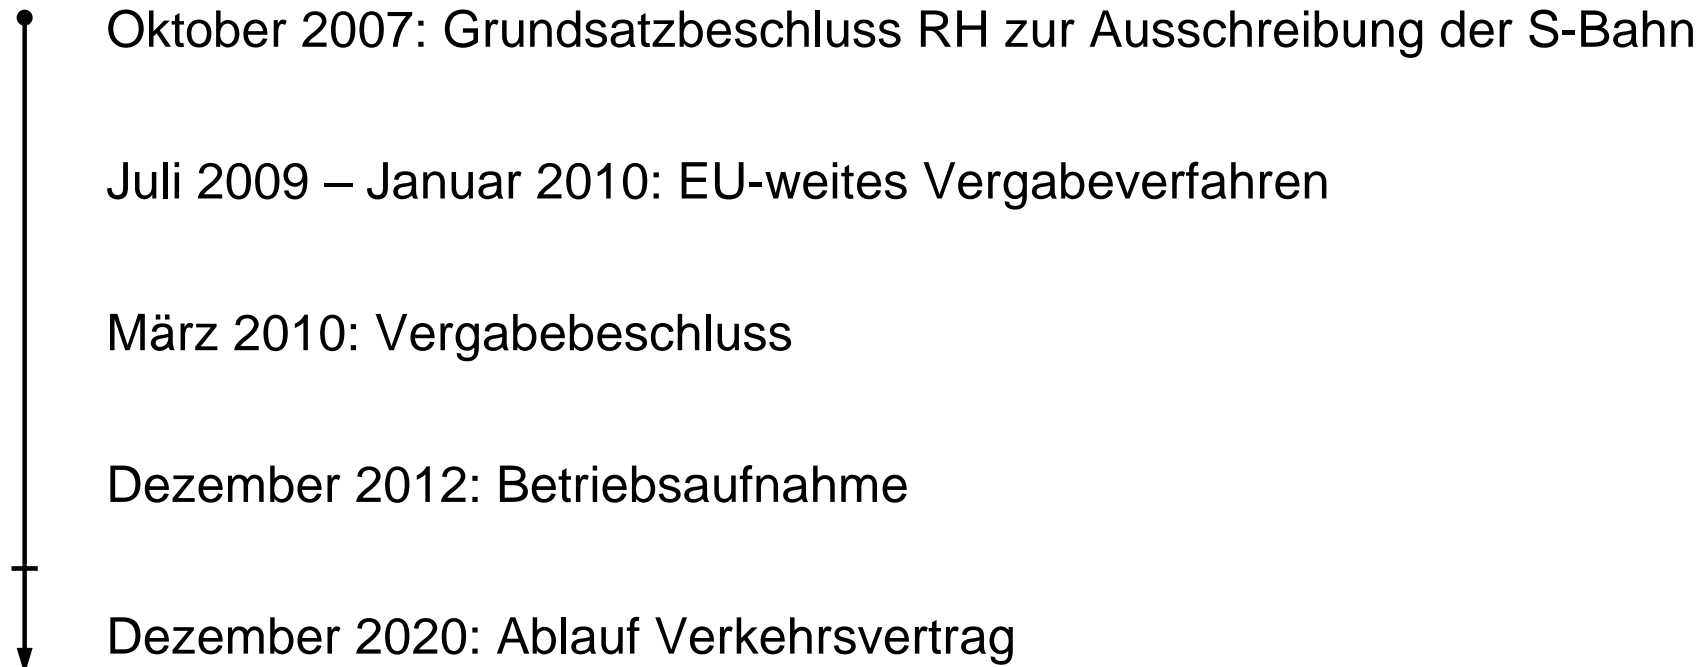 Oktober 2007: Grundsatzbeschluss RH zur Ausschreibung der S-Bahn
Juli 2009 – Januar 2010: EU-weites Vergabeverfahren
März 2010: Vergabebeschluss
Dezember 2012: Betriebsaufnahme
Dezember 2020: Ablauf Verkehrsvertrag